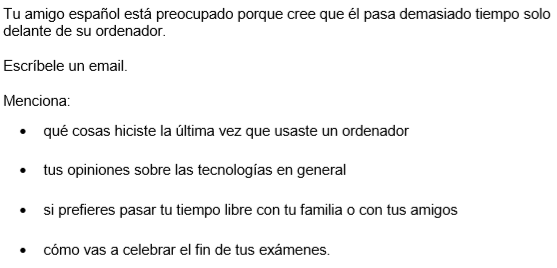 Tu amigo español está preocupado porque cree que él pasa demasiado tiempo solo
delante de su ordenador.
Escríbele un email.
Menciona:
• qué cosas hiciste la última vez que usaste un ordenador
• tus opiniones sobre las tecnologías en general
• si prefieres pasar tu tiempo libre con tu familia o con tus amigos
• cómo vas a celebrar el fin de tus exámenes.